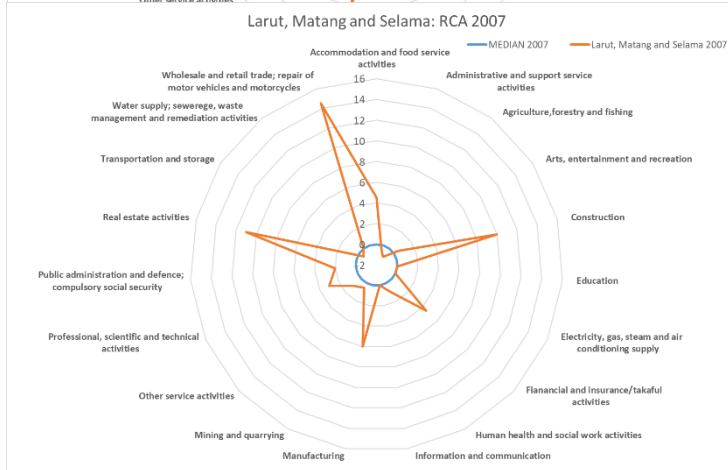 Other service activities
Larut, Matang and Selama: RCA 2007
MEDIAN 2007
Larut, Matang and Selama 2007
Accommodation and food service
activities
Administrative and support service
activities
Agriculture,forestry and fishing
Arts, entertainment and recreation
Construction
Education
Electricity, gas, steam and air
conditioning supply
Flanancial and insurance/takaful
activities
Human health and social work activities
Information and communication
Manufacturing
Mining and quarrying
Other service activities
Professional, scientific and technical
activities
Public administration and defence;
compulsory social security
Real estate activities
Transportation and storage
Water supply; sewerege, waste
management and remediation activities
Wholesale and retail trade; repair of
motor vehicles and motorcycles
16
14
12
10
8
6
4
2
0
2